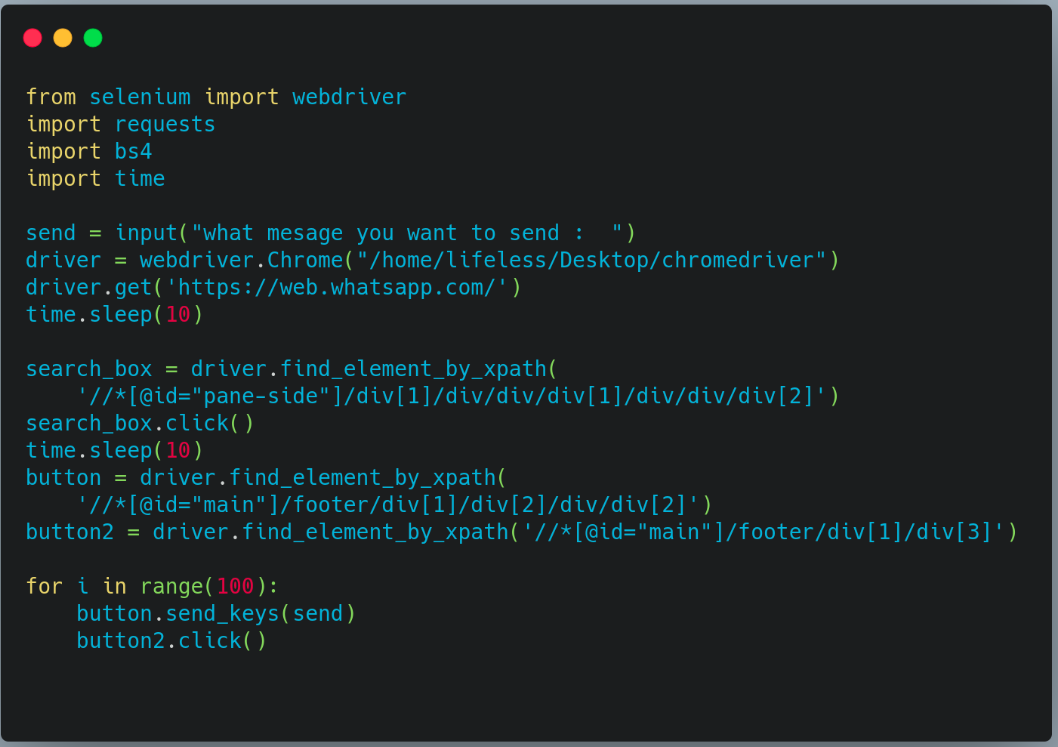 from selenium import webdriver
import requests
import bs4
import time
send = input("what mesage you want to send :  ")
driver = webdriver.Chrome("/home/lifeless/Desktop/chromedriver")
driver.get('https://web.whatsapp.com/')
time.sleep(10)
search_box = driver.find_element_by_xpath(
    '//*[@id="pane-side"]/div[1]/div/div/div[1]/div/div/div[2]')
search_box.click()
time.sleep(10)
button = driver.find_element_by_xpath(
    '//*[@id="main"]/footer/div[1]/div[2]/div/div[2]')
button2 = driver.find_element_by_xpath('//*[@id="main"]/footer/div[1]/div[3]')
for i in range(100):
    button.send_keys(send)
    button2.click()